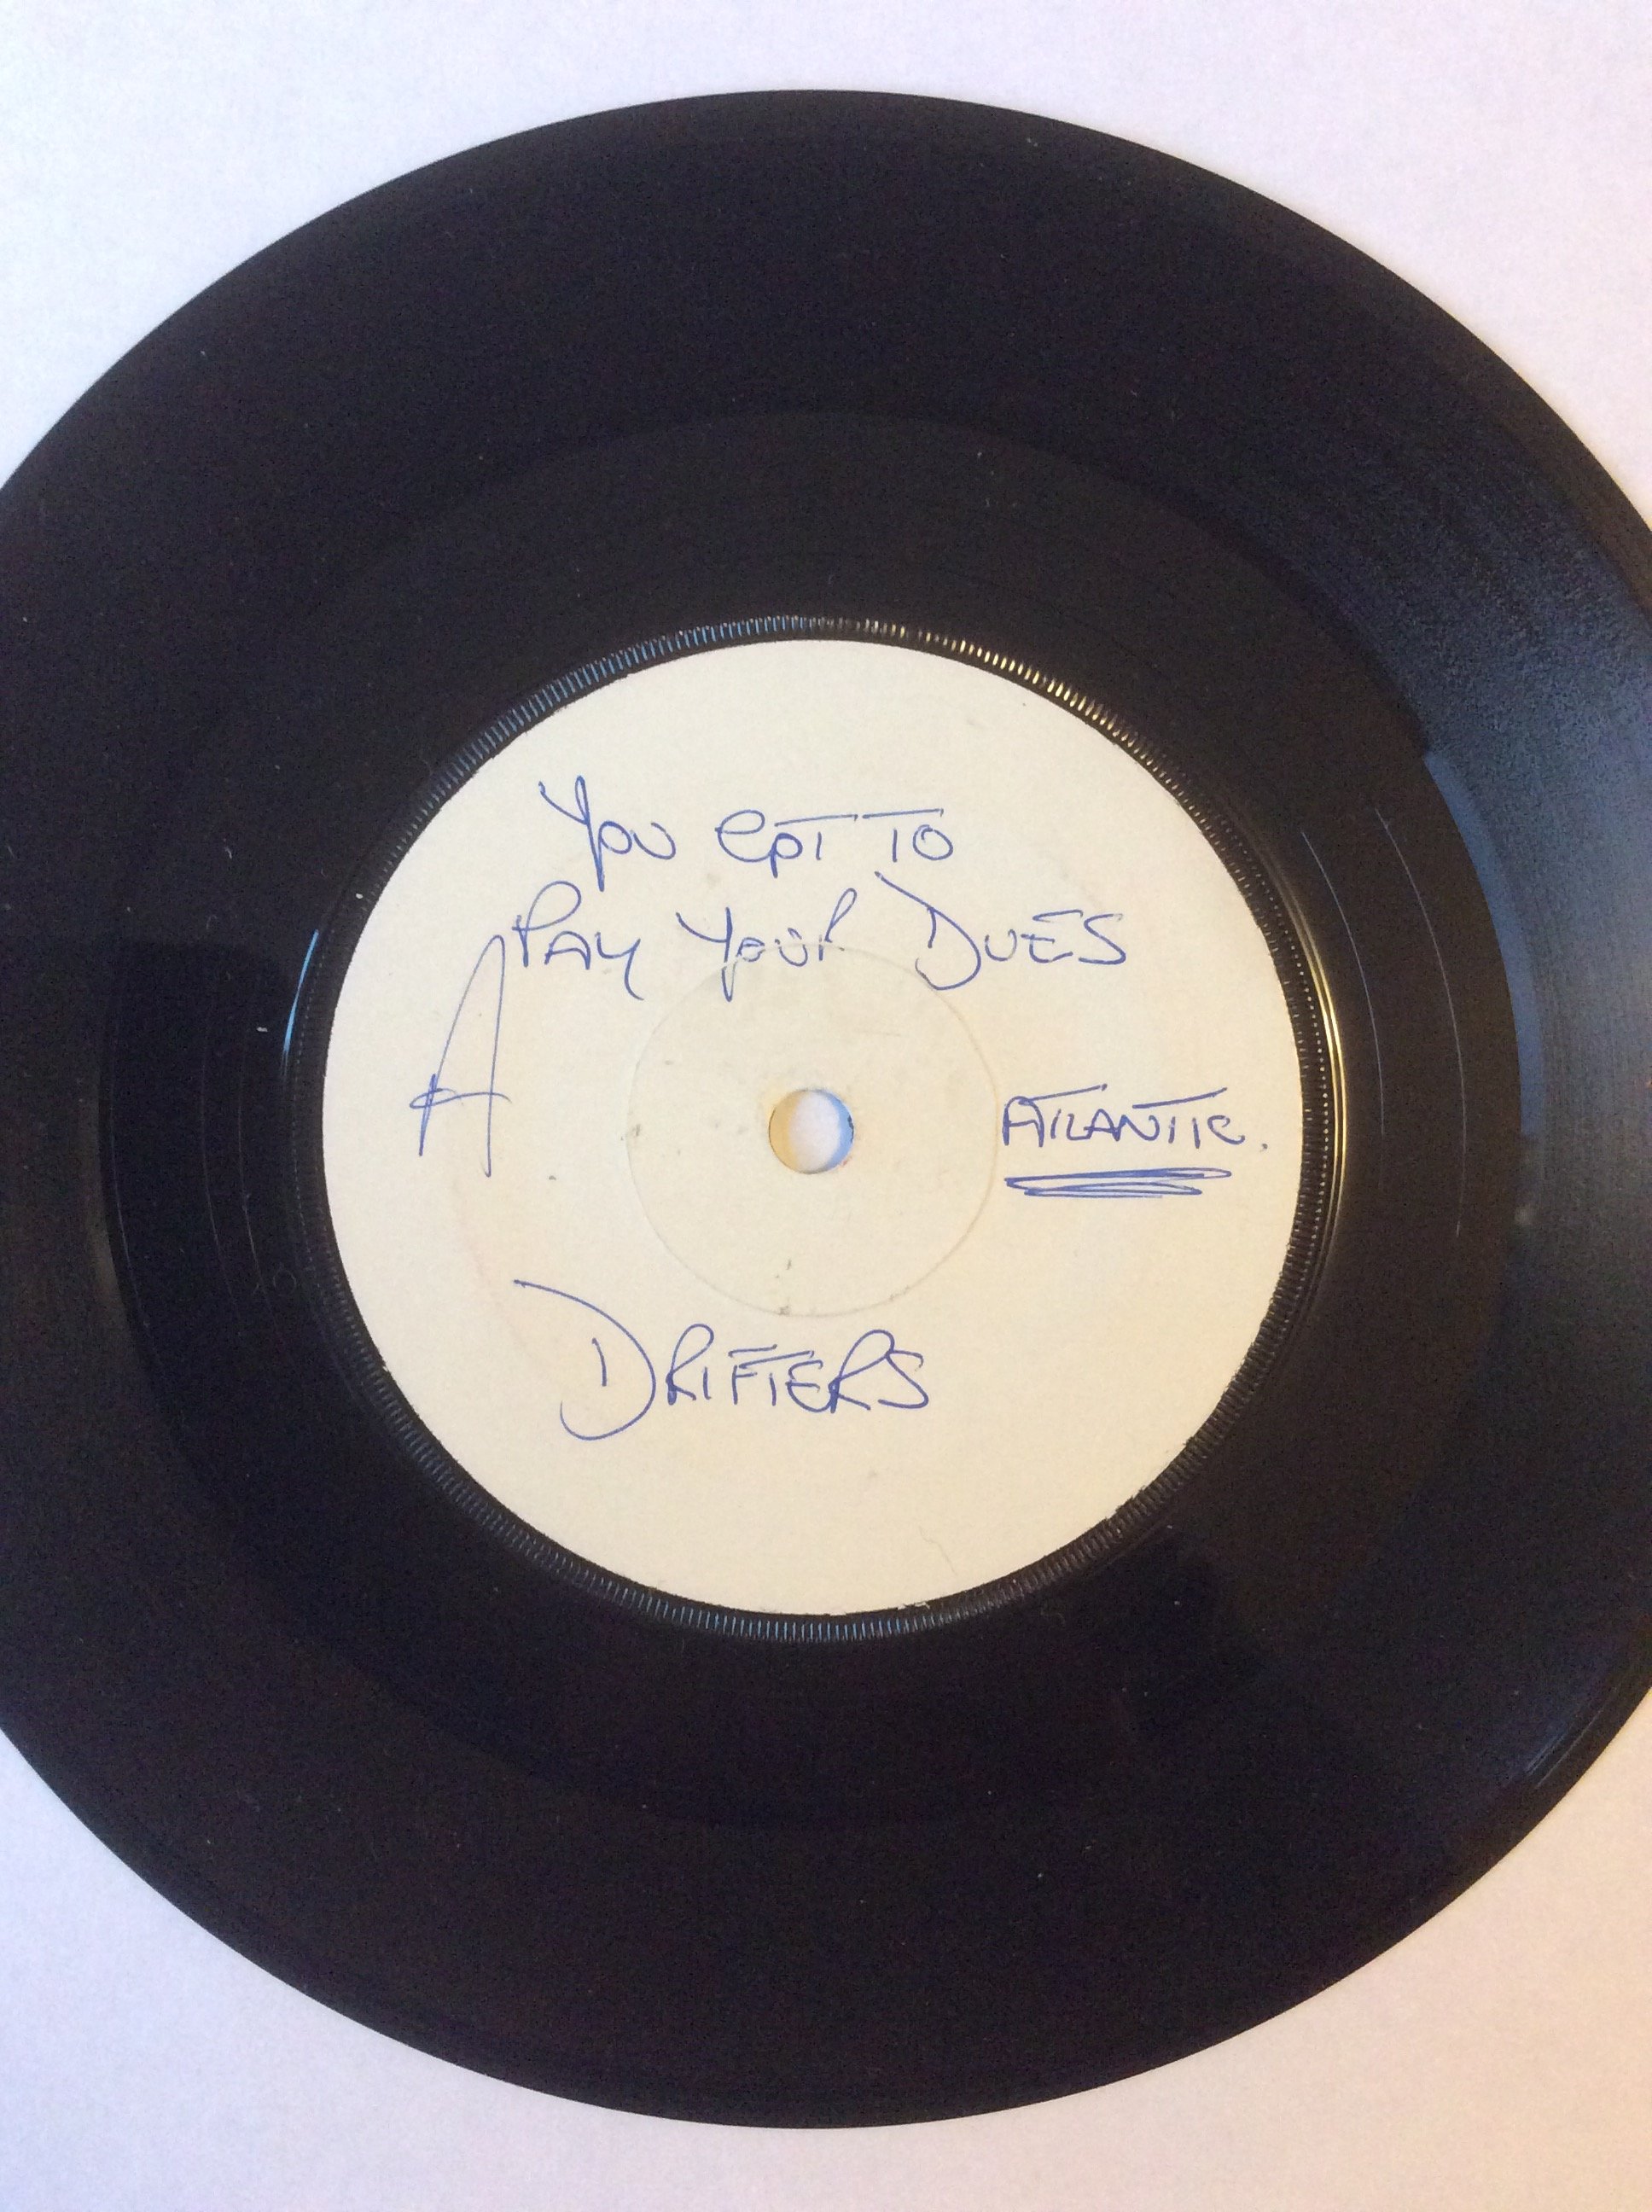 You GOT TO
PAY YOUR DUES
A
ATLANTIC.
DRIFTERS